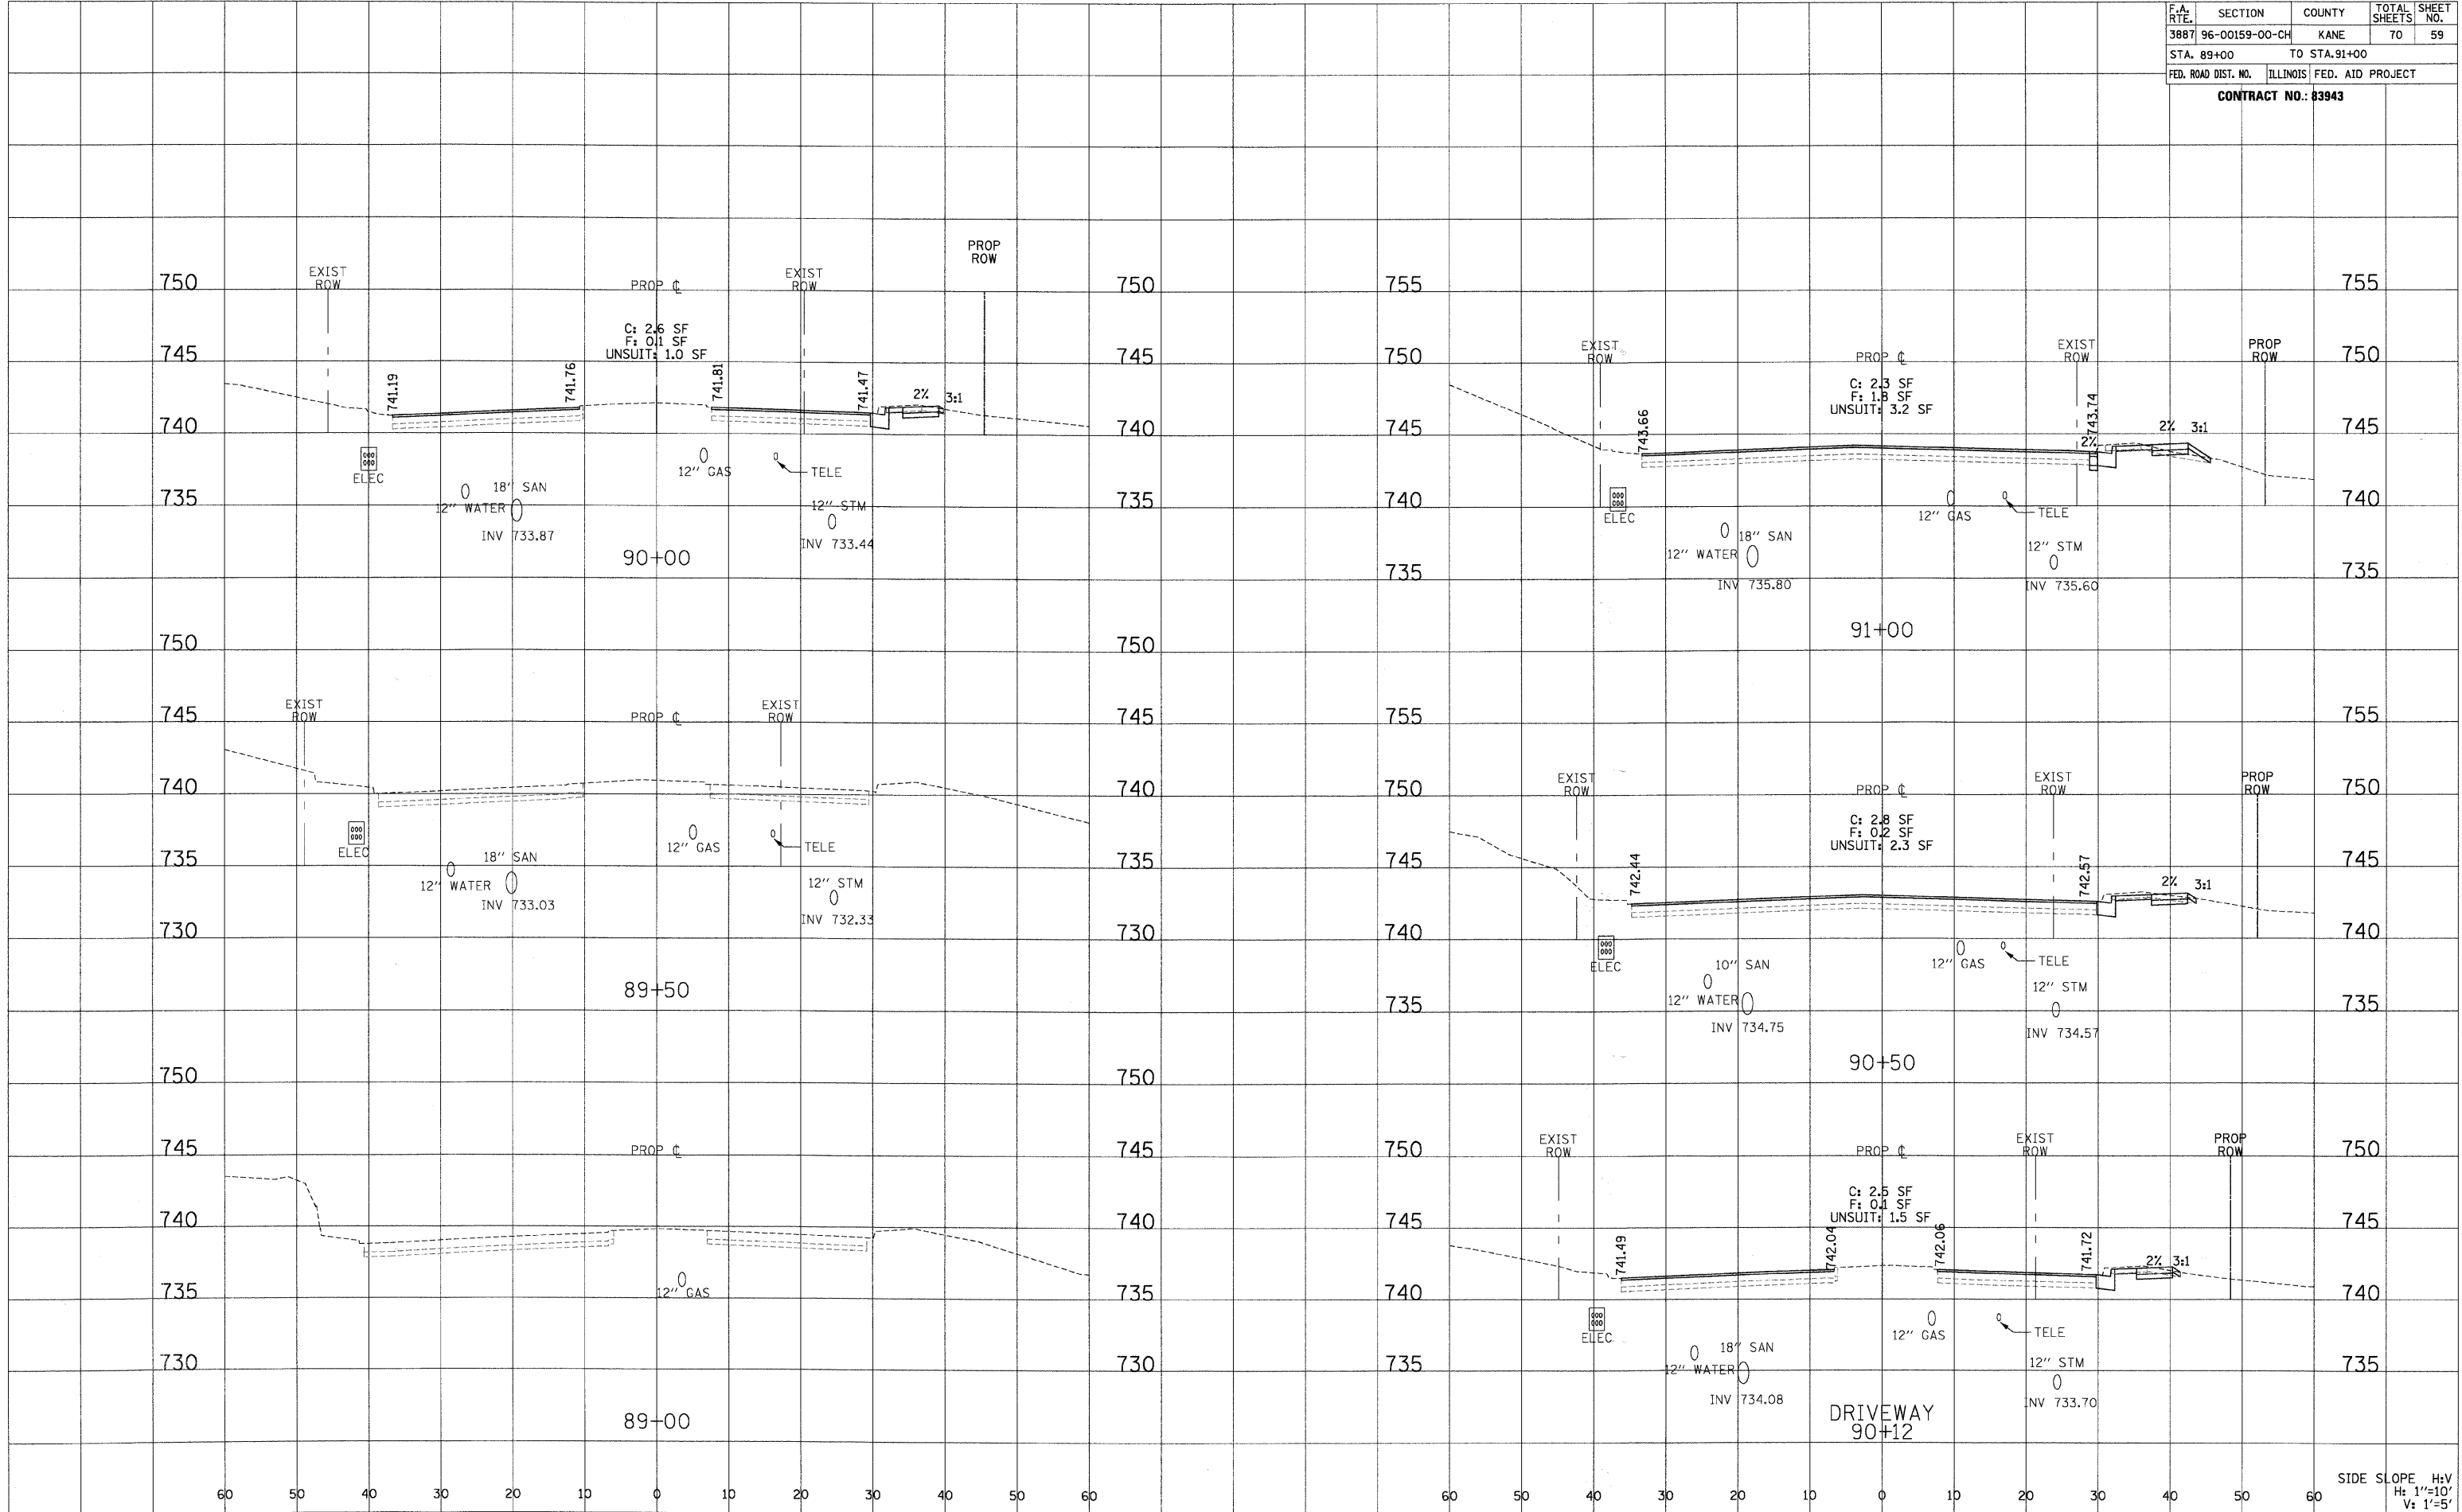 F.A. RTE. SECTION COUNTY TOTAL SHEETS SHEET NO.
3887 96-00159-00-CH KANE 70 59
STA. 89+00 TO STA.91+00
FED. ROAD DIST. NO. ILLINOIS FED. AID PROJECT
CONTRACT NO.: 83943
PROP
ROW
EXIST
ROW
PROP ℄
EXIST
ROW
750 750
C: 2.6 SF
F: 0.1 SF
UNSUIT: 1.0 SF
745 745
741.19 741.76 741.81 741.47
2% 3:1
740 740
ELEC
12" GAS
TELE
18" SAN
12" WATER
12" STM
735 735
INV 733.87
INV 733.44
90+00
750 750
EXIST
ROW
PROP ℄
EXIST
ROW
745 745
740 740
ELEC
12" GAS
TELE
735 735
18" SAN
12" WATER
INV 733.03
12" STM
INV 732.33
730 730
89+50
750 750
745 PROP ℄ 745
740 740
12" GAS
735 735
730 730
89+00
60 50 40 30 20 10 0 10 20 30 40 50 60
755 755
EXIST
ROW
PROP ℄
EXIST
ROW
PROP
ROW
750 750
C: 2.3 SF
F: 1.8 SF
UNSUIT: 3.2 SF
743.66 743.74
2% 2% 3:1
745 745
740 740
ELEC
12" GAS
TELE
18" SAN
12" WATER
12" STM
735 735
INV 735.80
INV 735.60
91+00
755 755
EXIST
ROW
PROP ℄
EXIST
ROW
PROP
ROW
750 750
C: 2.8 SF
F: 0.2 SF
UNSUIT: 2.3 SF
745 745
742.44 742.57
2% 3:1
740 740
ELEC
12" GAS
TELE
10" SAN
12" WATER
12" STM
735 735
INV 734.75
INV 734.57
90+50
EXIST
ROW
PROP ℄
EXIST
ROW
PROP
ROW
750 750
C: 2.5 SF
F: 0.1 SF
UNSUIT: 1.5 SF
745 745
741.49 742.04 742.06 741.72
2% 3:1
740 740
ELEC
12" GAS
TELE
18" SAN
12" WATER
12" STM
735 735
INV 734.08
INV 733.70
DRIVEWAY
90+12
60 50 40 30 20 10 0 10 20 30 40 50 60
SIDE SLOPE H:V
H: 1"=10'
V: 1'=5'